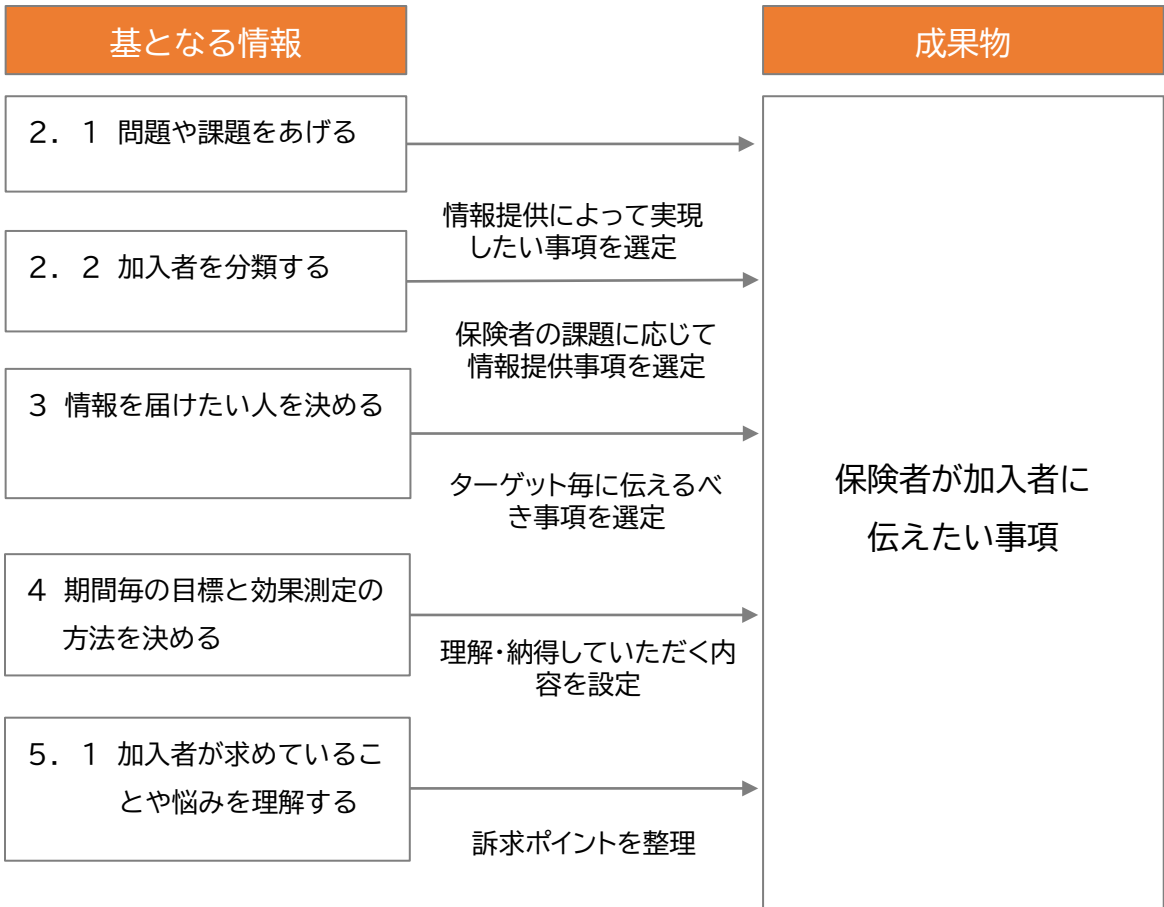 基となる情報
成果物
2．1 問題や課題をあげる
情報提供によって実現
したい事項を選定
2．2 加入者を分類する
保険者の課題に応じて
情報提供事項を選定
3 情報を届けたい人を決める
ターゲット毎に伝えるべ
き事項を選定
4 期間毎の目標と効果測定の
方法を決める
理解・納得していただく内
容を設定
5．1 加入者が求めているこ
とや悩みを理解する
訴求ポイントを整理
保険者が加入者に
伝えたい事項